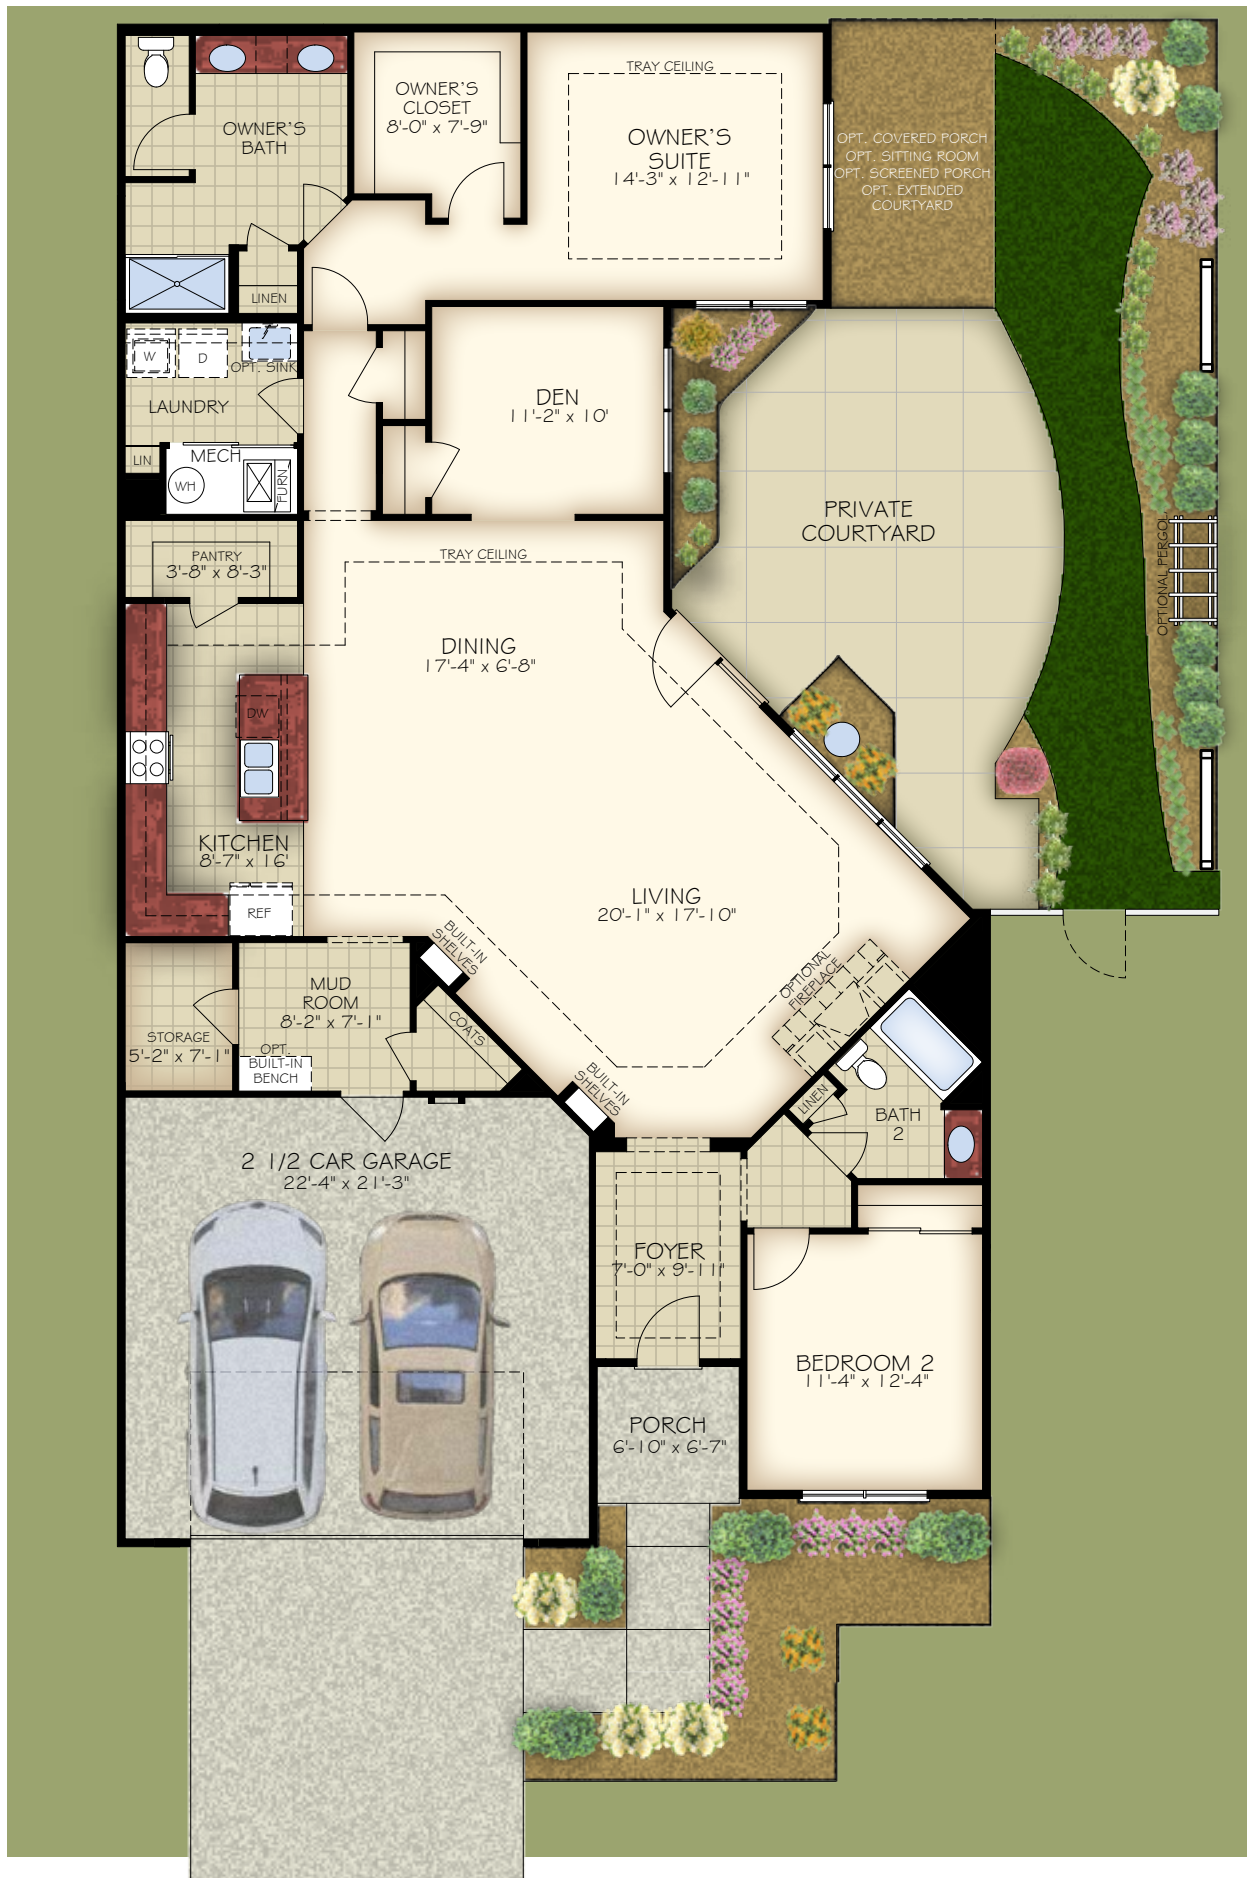 TRAY CEILING
OWNER'S
CLOSET
8'-0" x 7'-9"
OWNER'S
BATH
OWNER'S
SUITE
14'-3" x 12'-11"
OPT. COVERED PORCH
OPT. SITTING ROOM
OPT. SCREENED PORCH
OPT. EXTENDED
COURTYARD
LINEN
W
D
OPT. SINK
LAUNDRY
DEN
11'-2" x 10'
LIN
MECH
WH
FURN
PRIVATE
COURTYARD
OPTIONAL PERGOL
PANTRY
3'-8" x 8'-3"
TRAY CEILING
DINING
17'-4" x 6'-8"
DW
KITCHEN
8'-7" x 16'
REF
LIVING
20'-1" x 17'-10"
BUILT-IN
SHELVES
OPTIONAL
FIREPLACE
MUD
ROOM
8'-2" x 7'-1"
STORAGE
5'-2" x 7'-1"
OPT.
BUILT-IN
BENCH
COATS
BUILT-IN
SHELVES
LINEN
BATH
2
2 1/2 CAR GARAGE
22'-4" x 21'-3"
FOYER
7'-0" x 9'-11"
BEDROOM 2
11'-4" x 12'-4"
PORCH
6'-10" x 6'-7"